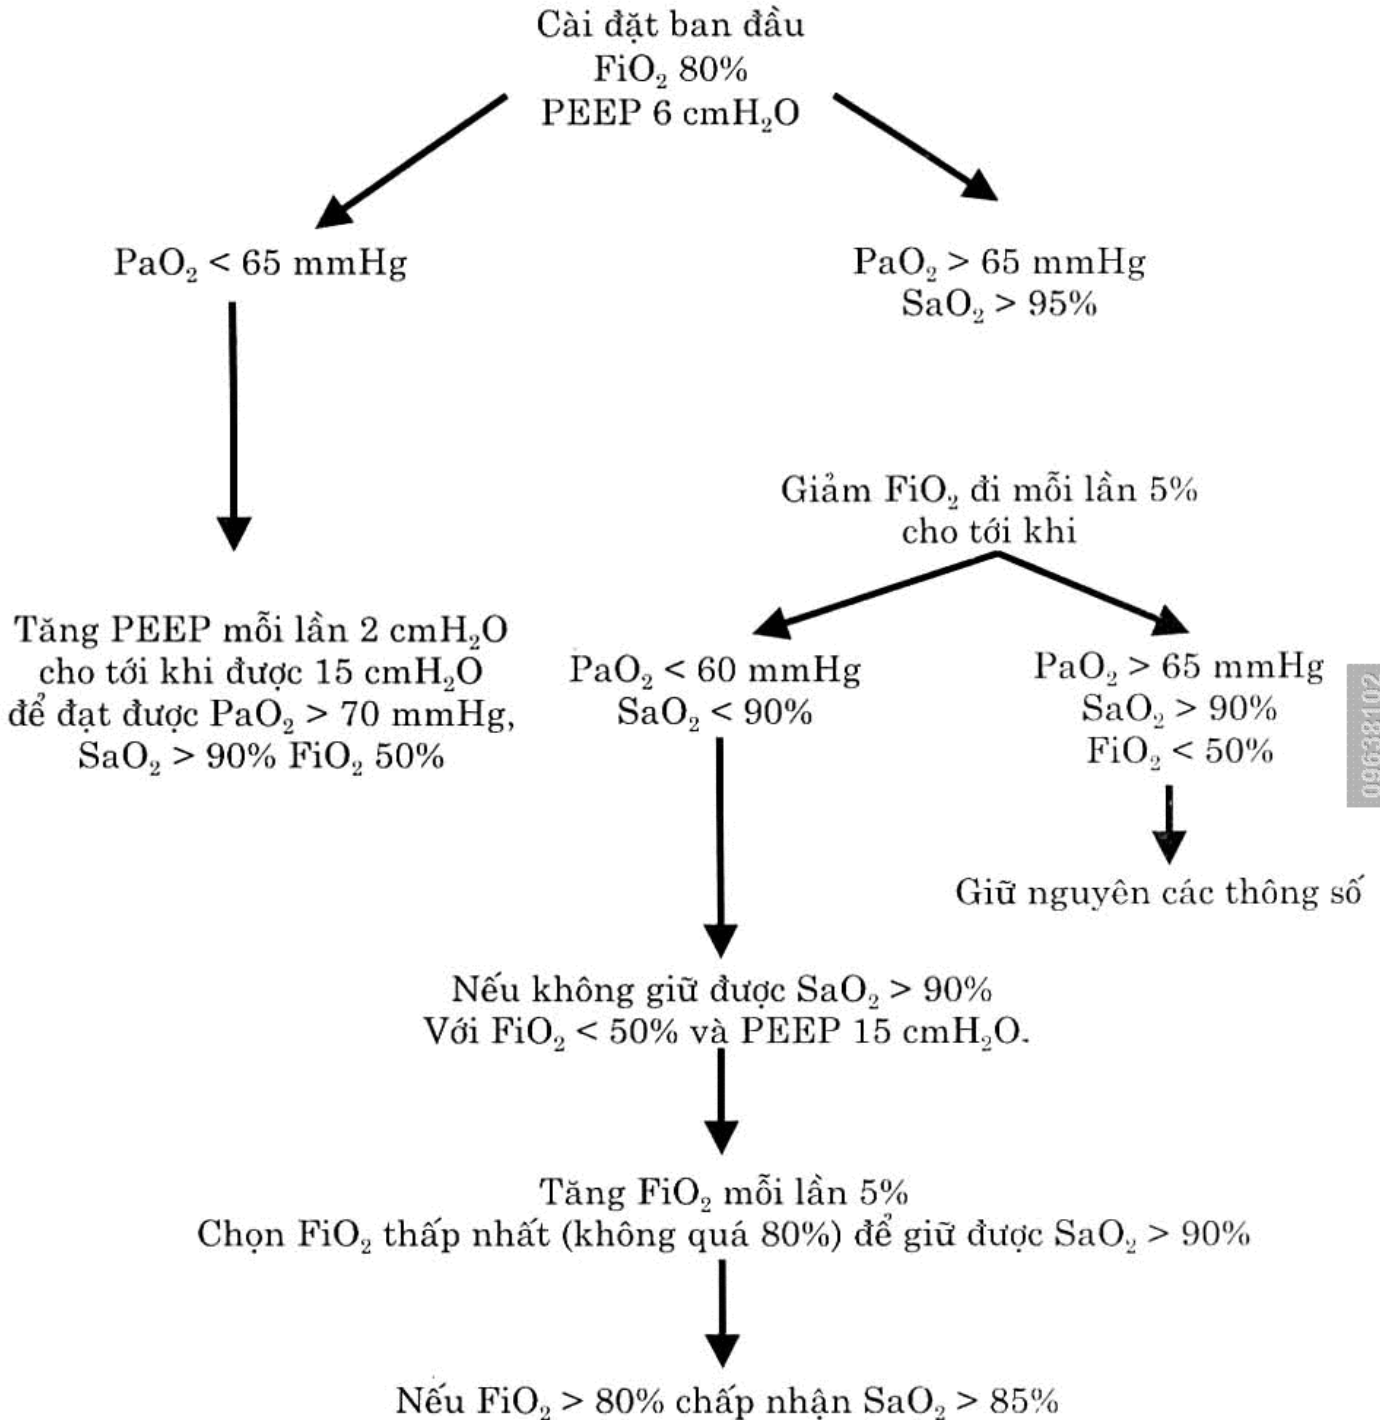 Cài đặt ban đầu
FiO₂ 80%
PEEP 6 cmH₂O
PaO₂ < 65 mmHg
PaO₂ > 65 mmHg
SaO₂ > 95%
Giảm FiO₂ đi mỗi lần 5%
cho tới khi
Tăng PEEP mỗi lần 2 cmH₂O
cho tới khi được 15 cmH₂O
để đạt được PaO₂ > 70 mmHg,
SaO₂ > 90% FiO₂ 50%
PaO₂ < 60 mmHg
SaO₂ < 90%
PaO₂ > 65 mmHg
SaO₂ > 90%
FiO₂ < 50%
Giữ nguyên các thông số
Nếu không giữ được SaO₂ > 90%
Với FiO₂ < 50% và PEEP 15 cmH₂O.
Tăng FiO₂ mỗi lần 5%
Chọn FiO₂ thấp nhất (không quá 80%) để giữ được SaO₂ > 90%
Nếu FiO₂ > 80% chấp nhận SaO₂ > 85%
09638102